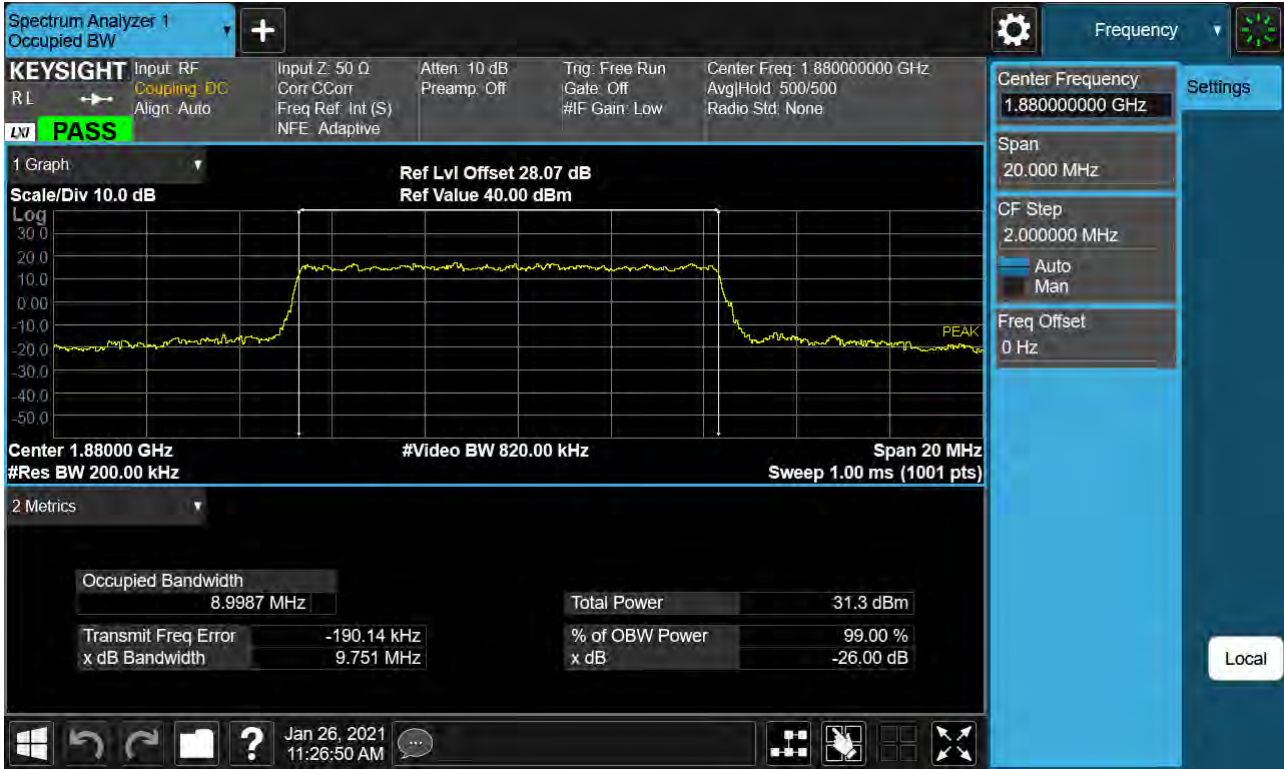 Spectrum Analyzer 1
Occupied BW
+
Frequency
KEYSIGHT
R L
LXI PASS
Input: RF
Coupling: DC
Align: Auto
Input Z: 50 Ω
Corr CCorr
Freq Ref: Int (S)
NFE: Adaptive
Atten: 10 dB
Preamp: Off
Trig: Free Run
Gate: Off
#IF Gain: Low
Center Freq: 1.880000000 GHz
Avg|Hold: 500/500
Radio Std: None
1 Graph
Scale/Div 10.0 dB
Ref Lvl Offset 28.07 dB
Ref Value 40.00 dBm
Log
30.0
20.0
10.0
0.00
-10.0
-20.0
-30.0
-40.0
-50.0
PEAK
Center 1.88000 GHz
#Res BW 200.00 kHz
#Video BW 820.00 kHz
Span 20 MHz
Sweep 1.00 ms (1001 pts)
2 Metrics
Occupied Bandwidth
8.9987 MHz
Transmit Freq Error -190.14 kHz
x dB Bandwidth 9.751 MHz
Total Power 31.3 dBm
% of OBW Power 99.00 %
x dB -26.00 dB
Center Frequency
1.880000000 GHz
Span
20.000 MHz
CF Step
2.000000 MHz
Auto
Man
Freq Offset
0 Hz
Settings
Local
?
Jan 26, 2021
11:26:50 AM